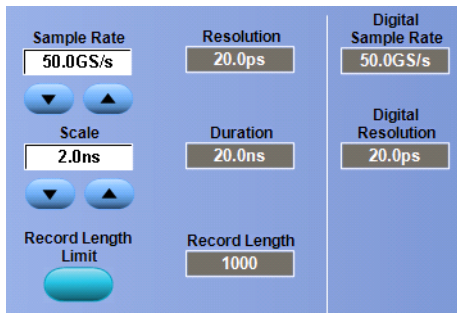 Sample Rate
50.0GS/s
Scale
2.0ns
Record Length
Limit
Resolution
20.0ps
Duration
20.0ns
Record Length
1000
Digital
Sample Rate
50.0GS/s
Digital
Resolution
20.0ps